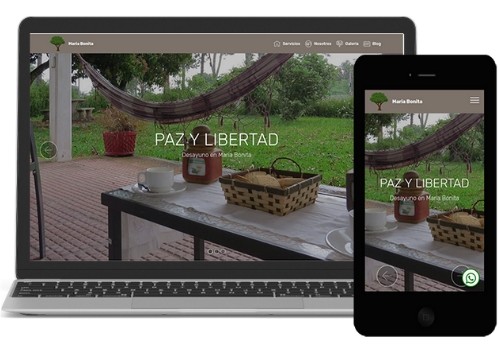 Maria Bonita
Servicios
Nosotros
Galeria
Blog
PAZ Y LIBERTAD
Desayuno en Maria Bonita
Maria Bonita
PAZ Y LIBERTAD
Desayuno en Maria Bonita